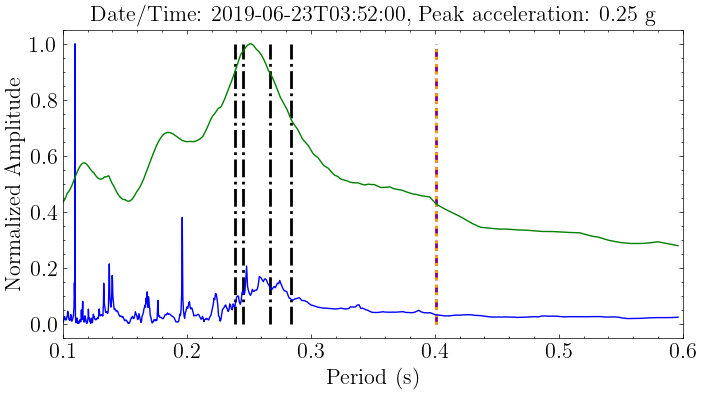 Date/Time: 2019-06-23T03:52:00, Peak acceleration: 0.25 g
Normalized Amplitude
1.0
0.8
0.6
0.4
0.2
0.0
0.1 0.2 0.3 0.4 0.5 0.6
Period (s)